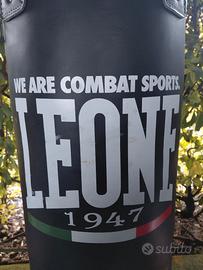 WE ARE COMBAT SPORTS.
LEONE
1947
subito